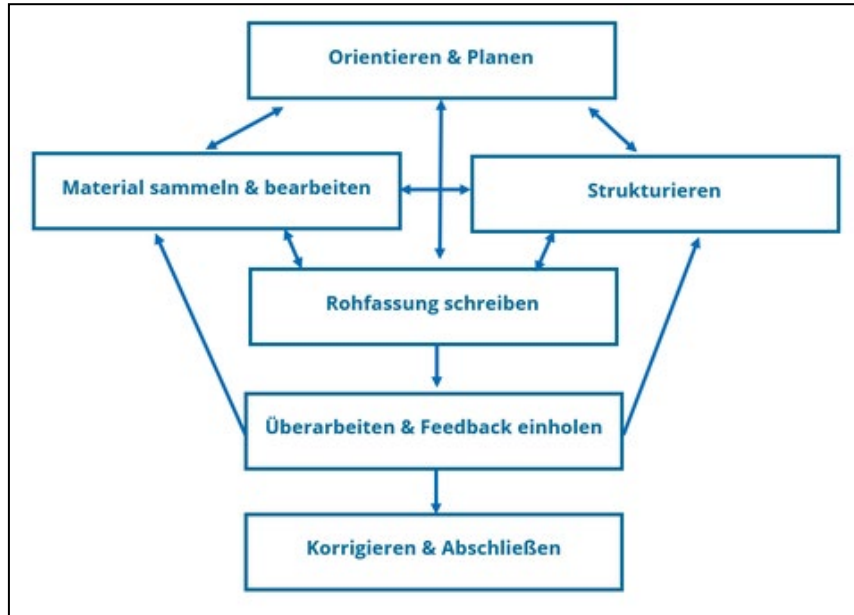 Orientieren & Planen
Material sammeln & bearbeiten
Strukturieren
Rohfassung schreiben
Überarbeiten & Feedback einholen
Korrigieren & Abschließen